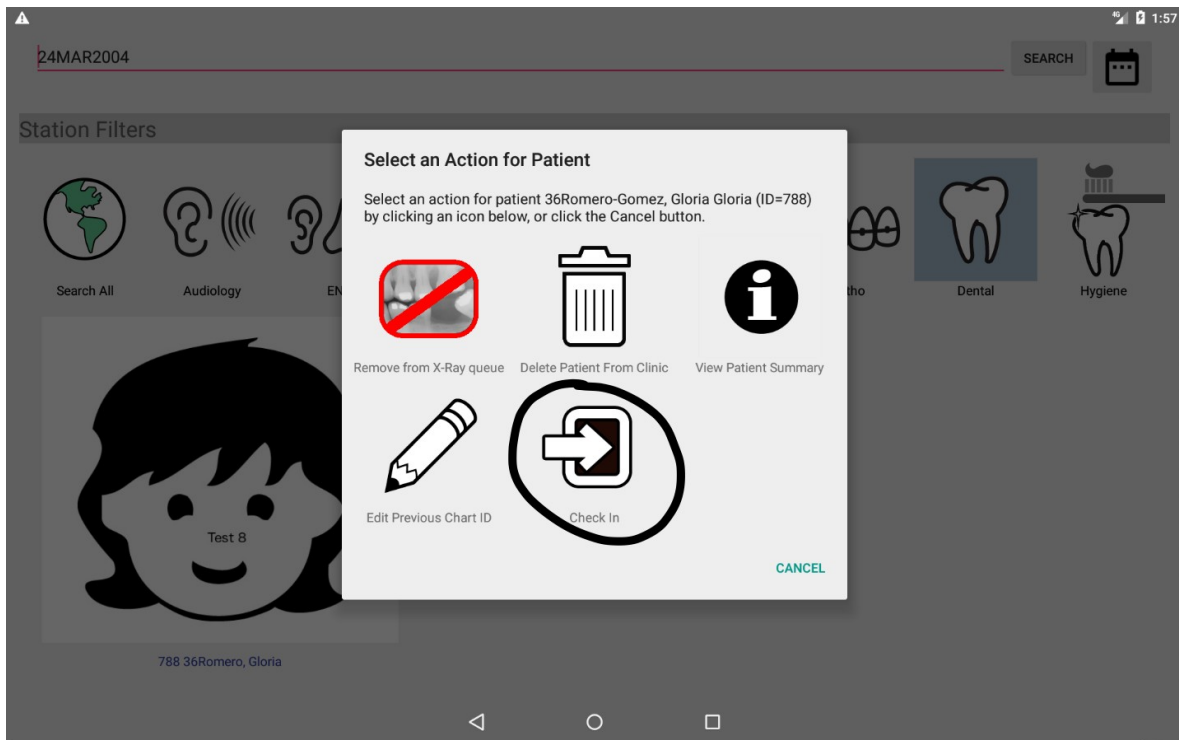 4G 1:57
24MAR2004
SEARCH
Station Filters
Select an Action for Patient
Select an action for patient 36Romero-Gomez, Gloria Gloria (ID=788)
by clicking an icon below, or click the Cancel button.
Search All
Audiology
EN
tho
Dental
Hygiene
Remove from X-Ray queue
Delete Patient From Clinic
View Patient Summary
Edit Previous Chart ID
Check In
Test 8
CANCEL
788 36Romero, Gloria